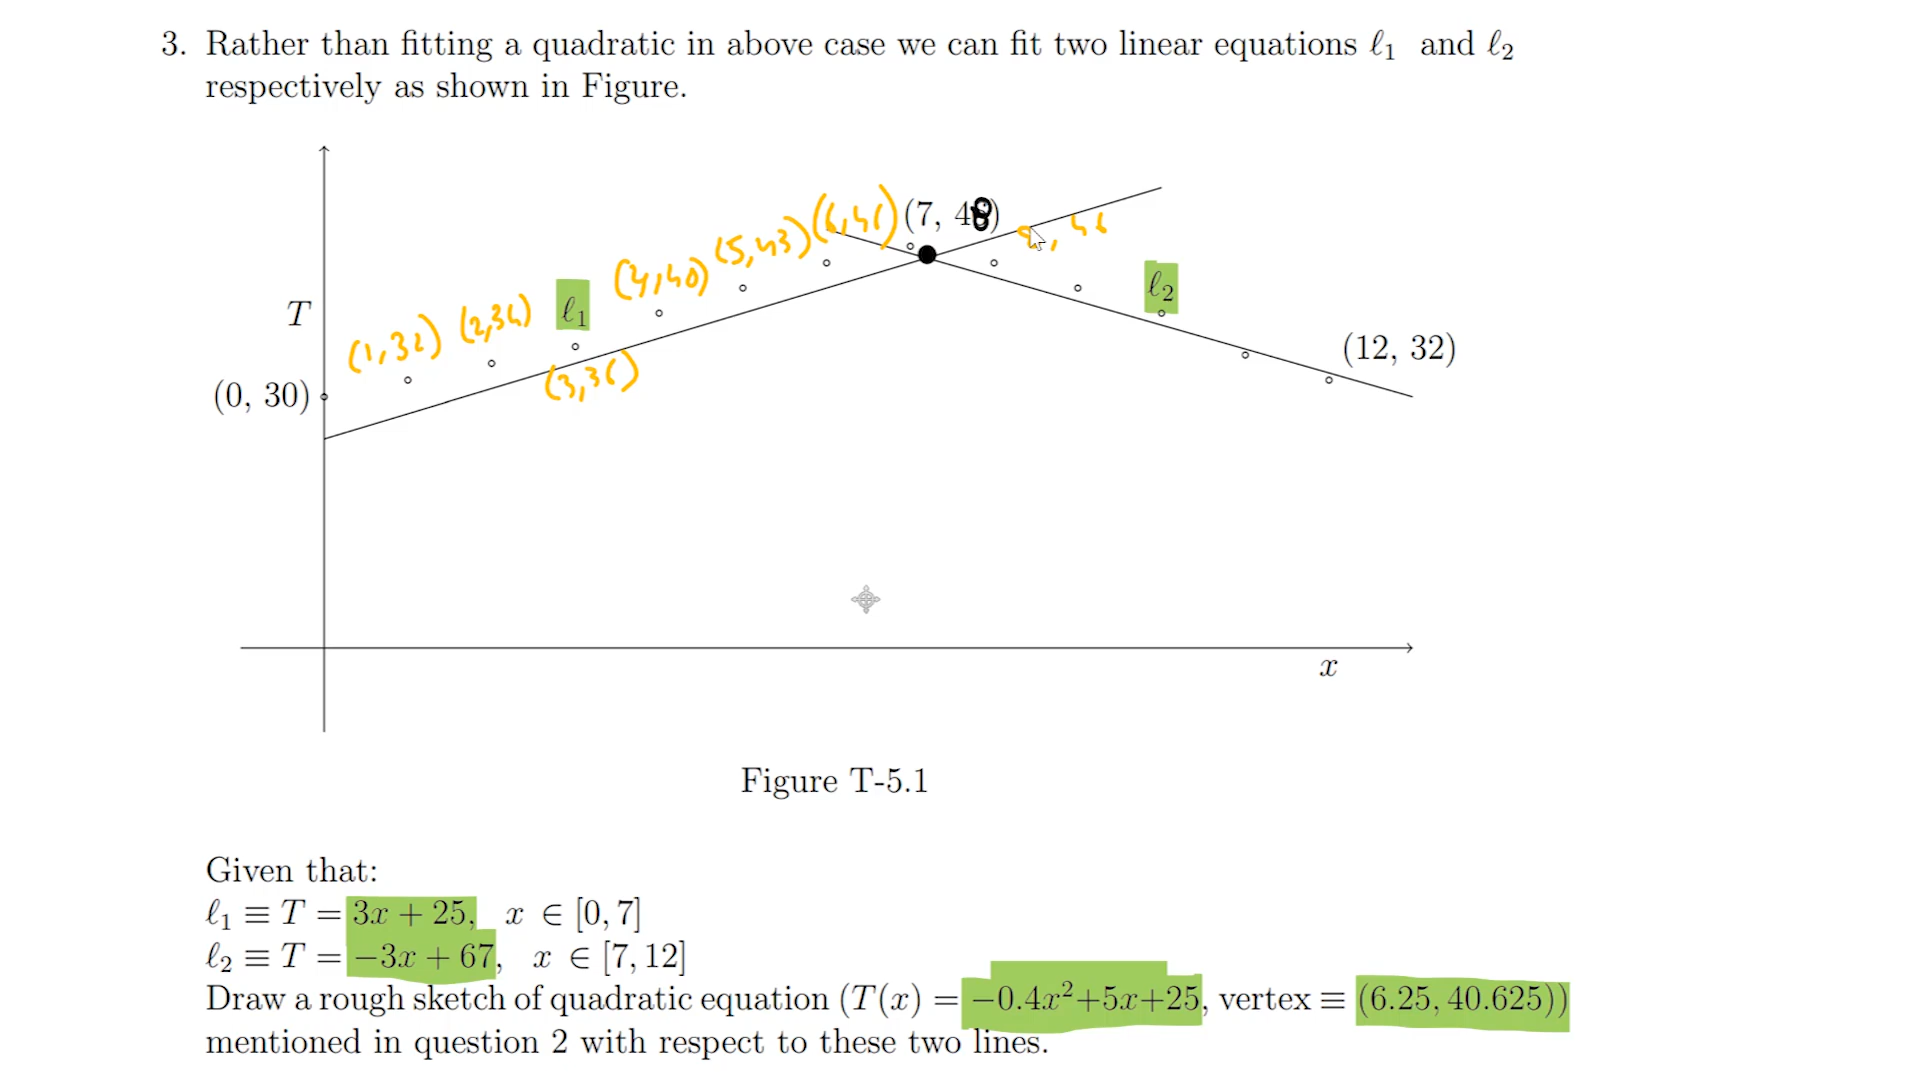 3. Rather than fitting a quadratic in above case we can fit two linear equations ℓ₁ and ℓ₂
respectively as shown in Figure.
(6,46) (7, 48)
(5,43) 46
(4,40)
ℓ₂
ℓ₁
T
(2,34)
(1,32)
(12, 32)
(3,36)
(0, 30)
x
Figure T-5.1
Given that:
ℓ₁ ≡ T = 3x + 25, x ∈ [0, 7]
ℓ₂ ≡ T = −3x + 67, x ∈ [7, 12]
Draw a rough sketch of quadratic equation (T(x) = −0.4x²+5x+25, vertex ≡ (6.25, 40.625))
mentioned in question 2 with respect to these two lines.